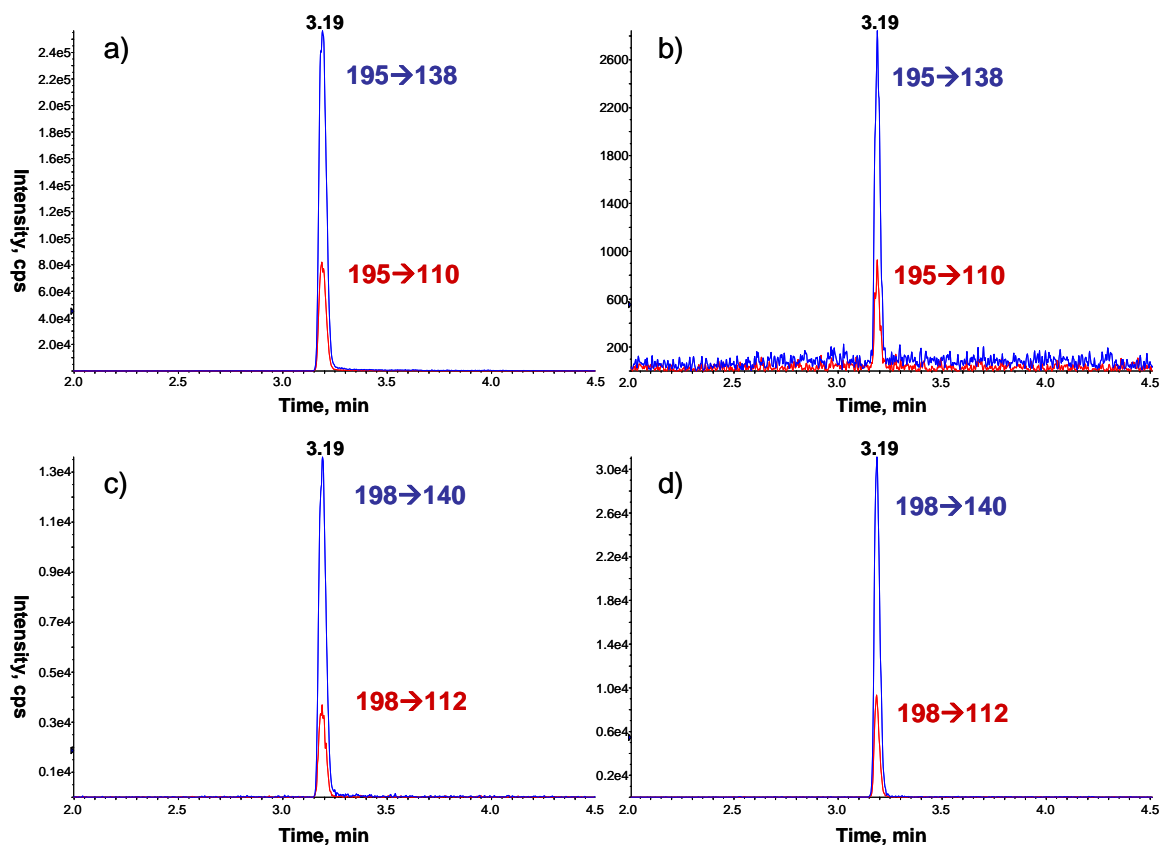 3.19
a)
195→138
195→110
2.4e5
2.2e5
2.0e5
1.8e5
1.6e5
1.4e5
1.2e5
1.0e5
8.0e4
6.0e4
4.0e4
2.0e4
Intensity, cps
2.0 2.5 3.0 3.5 4.0 4.5
Time, min
3.19
b)
195→138
195→110
2600
2200
1800
1400
1000
600
200
2.0 2.5 3.0 3.5 4.0 4.5
Time, min
3.19
c)
198→140
198→112
1.3e4
1.1e4
0.9e4
0.7e4
0.5e4
0.3e4
0.1e4
Intensity, cps
2.0 2.5 3.0 3.5 4.0 4.5
Time, min
3.19
d)
198→140
198→112
3.0e4
2.6e4
2.2e4
1.8e4
1.4e4
1.0e4
0.6e4
0.2e4
2.0 2.5 3.0 3.5 4.0 4.5
Time, min